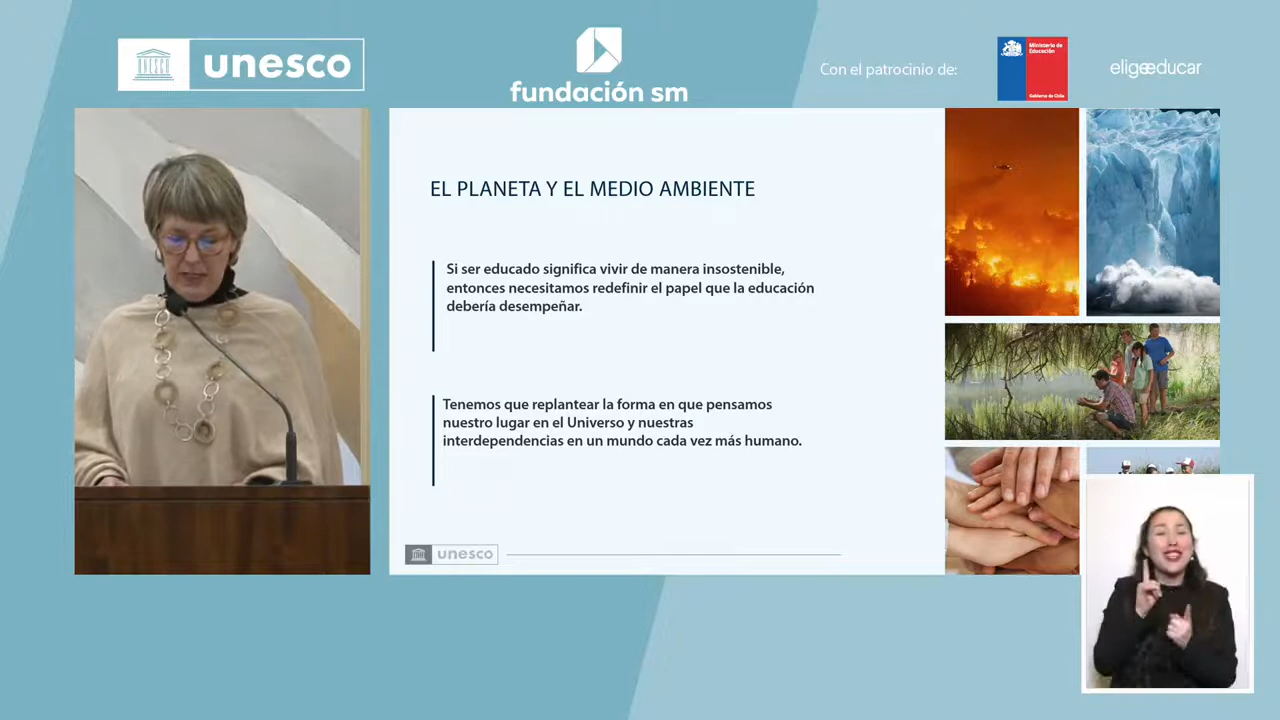 unesco
fundación sm
Con el patrocinio de:
Ministerio de
Educación
Gobierno de Chile
eligeeducar
EL PLANETA Y EL MEDIO AMBIENTE
Si ser educado significa vivir de manera insostenible,
entonces necesitamos redefinir el papel que la educación
debería desempeñar.
Tenemos que replantear la forma en que pensamos
nuestro lugar en el Universo y nuestras
interdependencias en un mundo cada vez más humano.
unesco